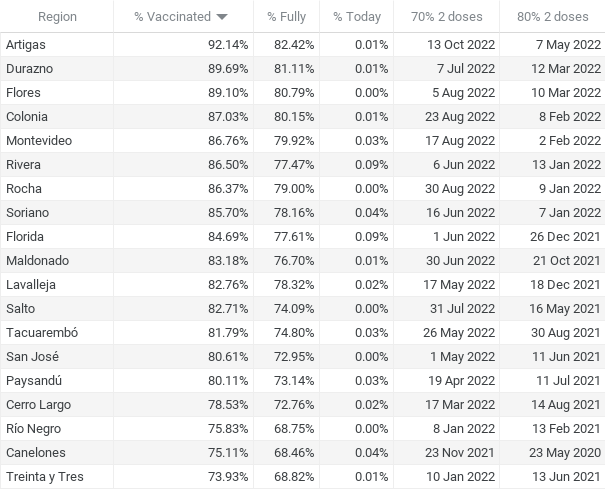 Region % Vaccinated % Fully % Today 70% 2 doses 80% 2 doses
Artigas 92.14% 82.42% 0.01% 13 Oct 2022 7 May 2022
Durazno 89.69% 81.11% 0.01% 7 Jul 2022 12 Mar 2022
Flores 89.10% 80.79% 0.00% 5 Aug 2022 10 Mar 2022
Colonia 87.03% 80.15% 0.01% 23 Aug 2022 8 Feb 2022
Montevideo 86.76% 79.92% 0.03% 17 Aug 2022 2 Feb 2022
Rivera 86.50% 77.47% 0.09% 6 Jun 2022 13 Jan 2022
Rocha 86.37% 79.00% 0.00% 30 Aug 2022 9 Jan 2022
Soriano 85.70% 78.16% 0.04% 16 Jun 2022 7 Jan 2022
Florida 84.69% 77.61% 0.09% 1 Jun 2022 26 Dec 2021
Maldonado 83.18% 76.70% 0.01% 30 Jun 2022 21 Oct 2021
Lavalleja 82.76% 78.32% 0.02% 17 May 2022 18 Dec 2021
Salto 82.71% 74.09% 0.00% 31 Jul 2022 16 May 2021
Tacuarembó 81.79% 74.80% 0.03% 26 May 2022 30 Aug 2021
San José 80.61% 72.95% 0.00% 1 May 2022 11 Jun 2021
Paysandú 80.11% 73.14% 0.03% 19 Apr 2022 11 Jul 2021
Cerro Largo 78.53% 72.76% 0.02% 17 Mar 2022 14 Aug 2021
Río Negro 75.83% 68.75% 0.00% 8 Jan 2022 13 Feb 2021
Canelones 75.11% 68.46% 0.04% 23 Nov 2021 23 May 2020
Treinta y Tres 73.93% 68.82% 0.01% 10 Jan 2022 13 Jun 2021